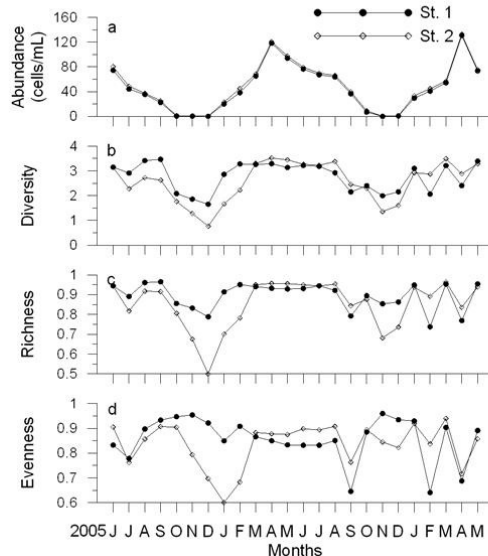 St. 1
St. 2
a
Abundance
(cells/mL)
160
120
80
40
0
b
Diversity
4
3
2
1
0
c
Richness
1
0.9
0.8
0.7
0.6
0.5
d
Evenness
1
0.9
0.8
0.7
0.6
2005 J J A S O N D J F M A M J J A S O N D J F M A M
Months